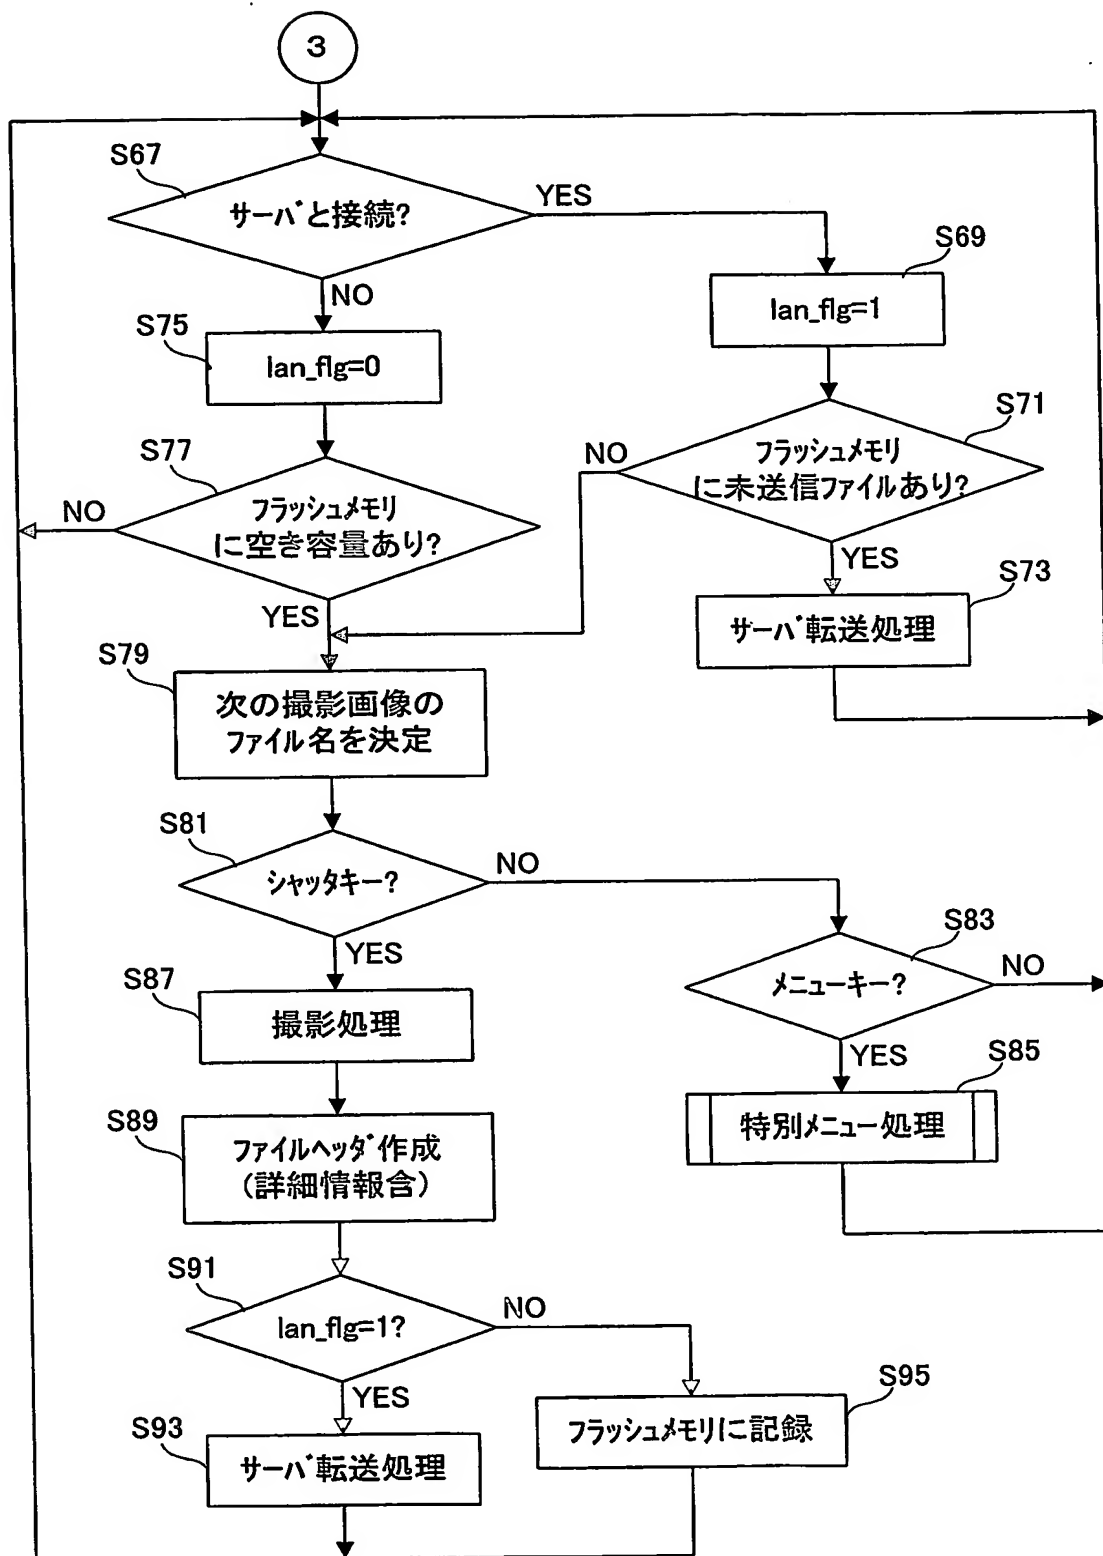 3
S67
サーバと接続?
YES
NO
S69
lan_flg=1
S75
lan_flg=0
S71
フラッシュメモリ
に未送信ファイルあり?
NO
YES
S77
フラッシュメモリ
に空き容量あり?
NO
YES
S73
サーバ転送処理
S79
次の撮影画像の
ファイル名を決定
S81
シャッタキー?
NO
YES
S83
メニューキー?
NO
YES
S87
撮影処理
S85
特別メニュー処理
S89
ファイルヘッダ作成
(詳細情報含)
S91
lan_flg=1?
NO
YES
S95
フラッシュメモリに記録
S93
サーバ転送処理